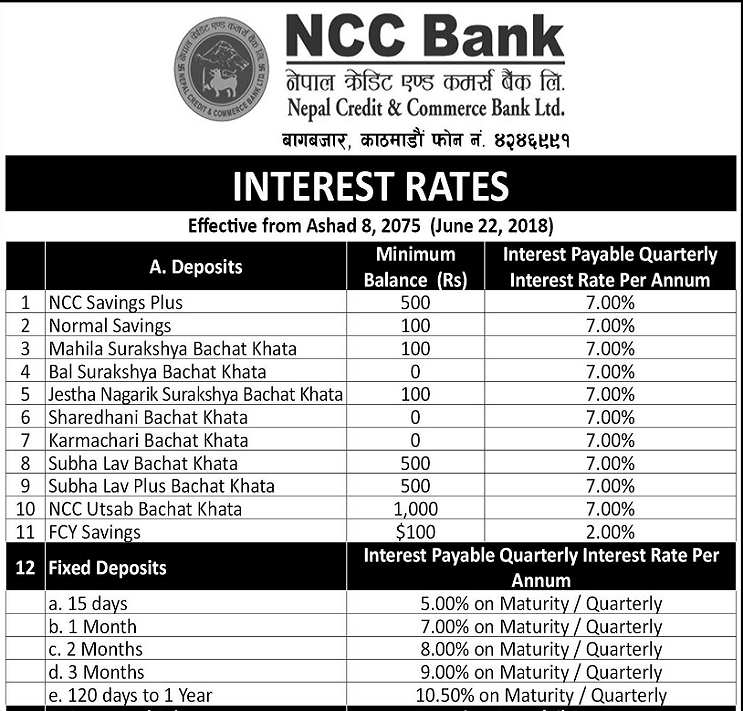 NCC Bank
नेपाल क्रेडिट एण्ड कमर्स बैंक लि.
Nepal Credit & Commerce Bank Ltd.
बागबजार, काठमाडौं फोन नं. ४२४६९९१
नेपाल क्रेडिट एण्ड कमर्स बैंक लि.
NEPAL CREDIT & COMMERCE BANK LTD.
INTEREST RATES
Effective from Ashad 8, 2075 (June 22, 2018)
A. Deposits Minimum Balance (Rs) Interest Payable Quarterly Interest Rate Per Annum
1 NCC Savings Plus 500 7.00%
2 Normal Savings 100 7.00%
3 Mahila Surakshya Bachat Khata 100 7.00%
4 Bal Surakshya Bachat Khata 0 7.00%
5 Jestha Nagarik Surakshya Bachat Khata 100 7.00%
6 Sharedhani Bachat Khata 0 7.00%
7 Karmachari Bachat Khata 0 7.00%
8 Subha Lav Bachat Khata 500 7.00%
9 Subha Lav Plus Bachat Khata 500 7.00%
10 NCC Utsab Bachat Khata 1,000 7.00%
11 FCY Savings $100 2.00%
12 Fixed Deposits Interest Payable Quarterly Interest Rate Per Annum
a. 15 days 5.00% on Maturity / Quarterly
b. 1 Month 7.00% on Maturity / Quarterly
c. 2 Months 8.00% on Maturity / Quarterly
d. 3 Months 9.00% on Maturity / Quarterly
e. 120 days to 1 Year 10.50% on Maturity / Quarterly